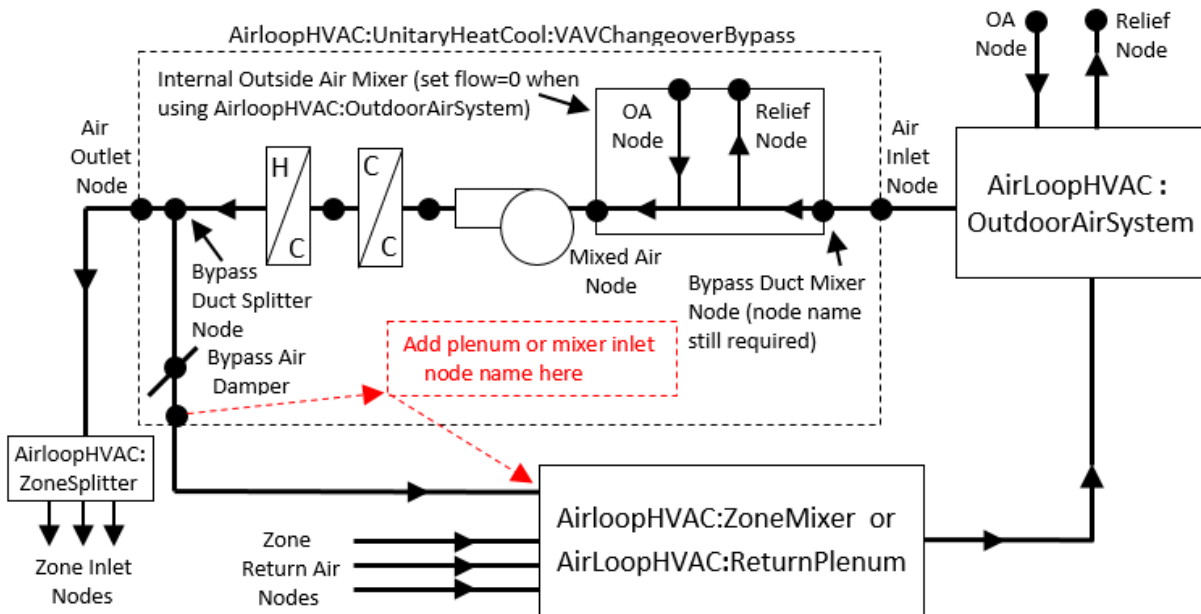 AirloopHVAC:UnitaryHeatCool:VAVChangeoverBypass
OA
Node
Relief
Node
Internal Outside Air Mixer (set flow=0 when
using AirloopHVAC:OutdoorAirSystem)
Air
Outlet
Node
H
C
C
C
OA
Node
Relief
Node
Air
Inlet
Node
AirLoopHVAC :
OutdoorAirSystem
Mixed Air
Node
Bypass
Duct Splitter
Node
Bypass Duct Mixer
Node (node name
still required)
Bypass Air
Damper
Add plenum or mixer inlet
node name here
AirloopHVAC:
ZoneSplitter
Zone Inlet
Nodes
Zone
Return Air
Nodes
AirloopHVAC:ZoneMixer or
AirLoopHVAC:ReturnPlenum